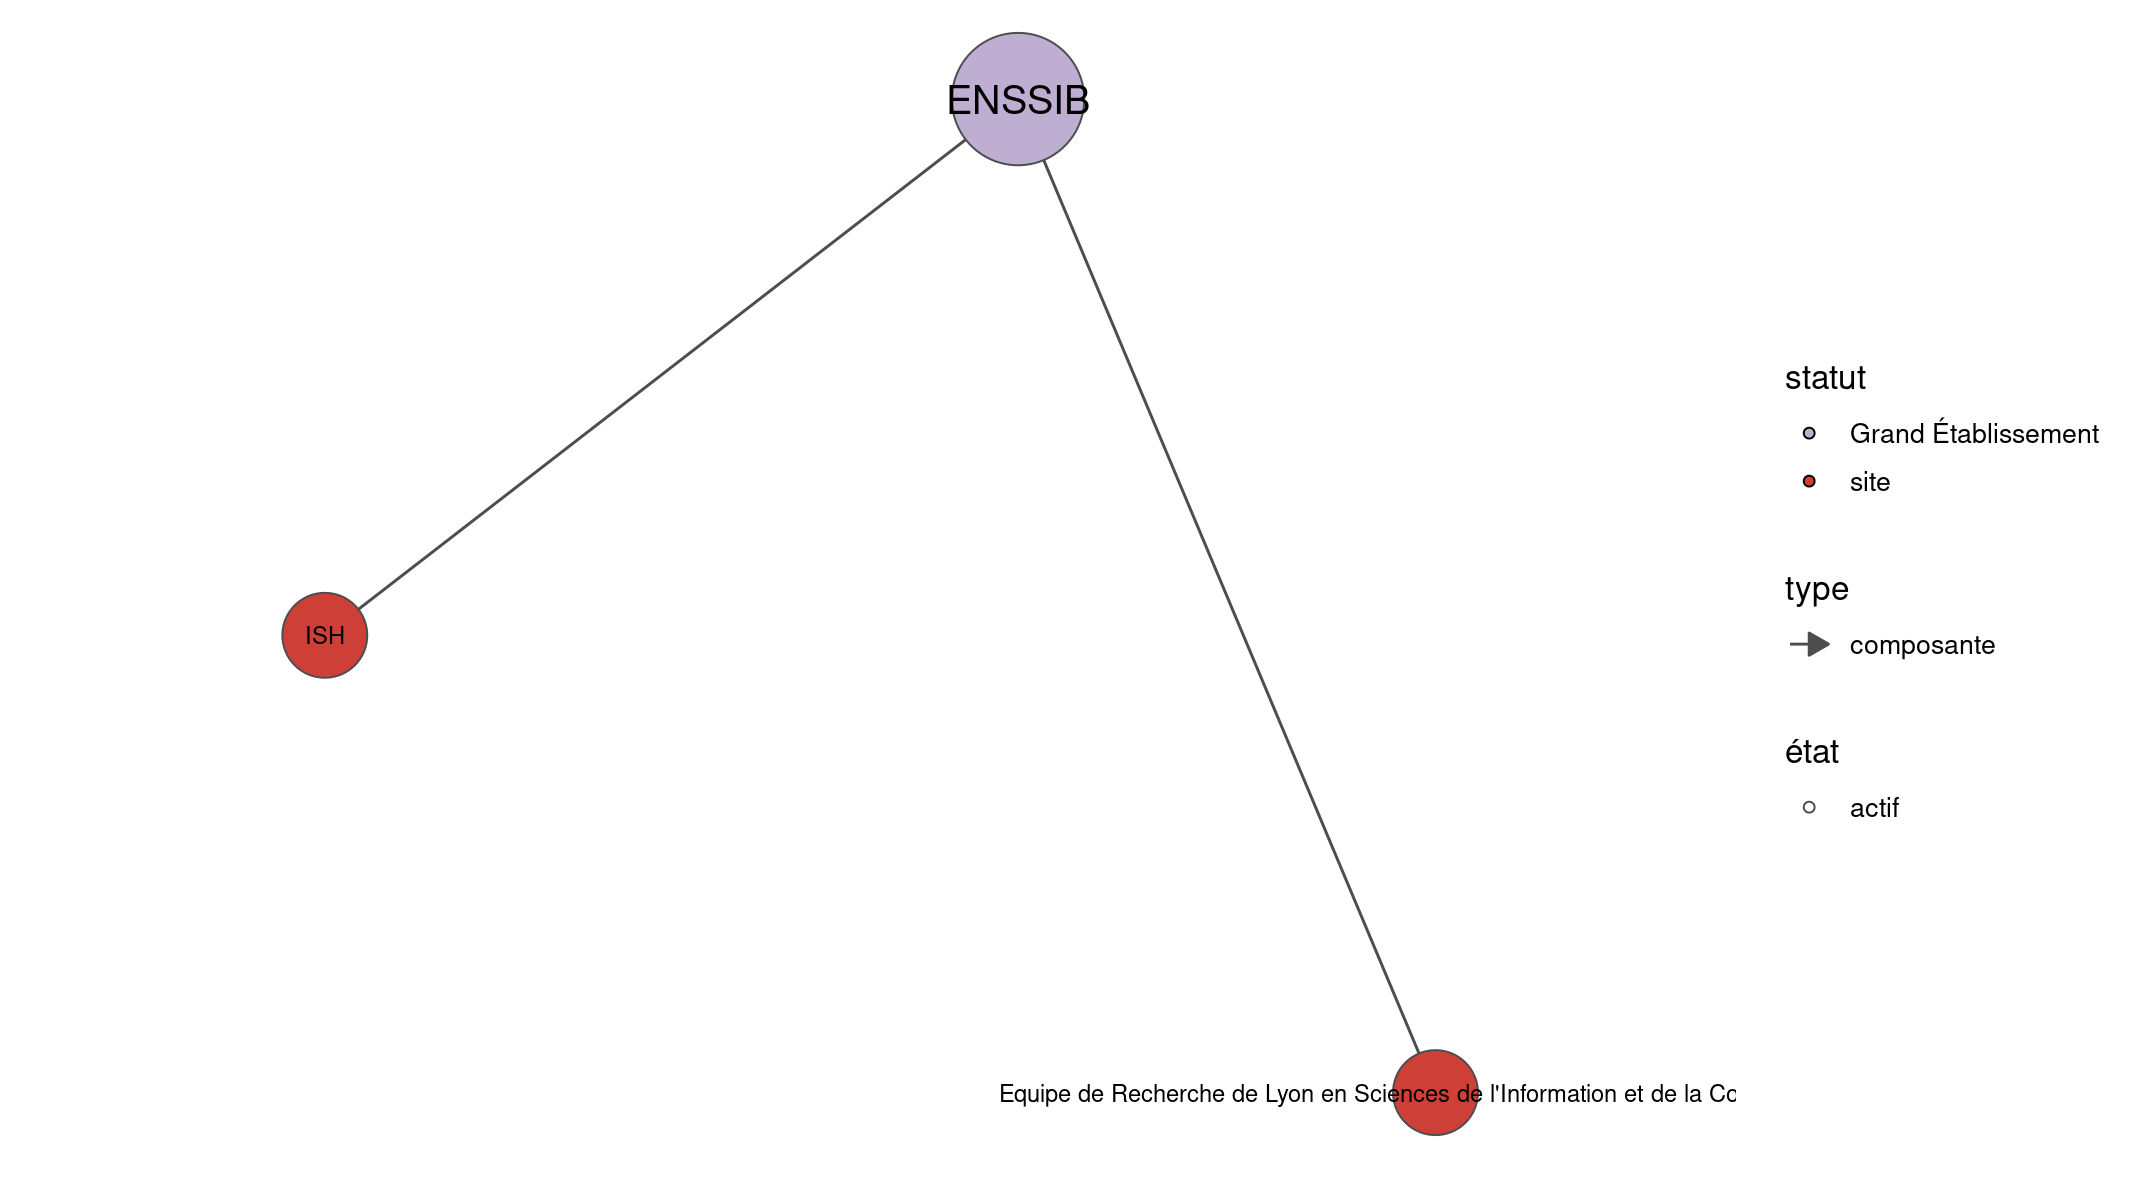 ENSSIB
ISH
Equipe de Recherche de Lyon en Sciences de l'Information et de la Co
statut
Grand Établissement
site
type
composante
état
actif